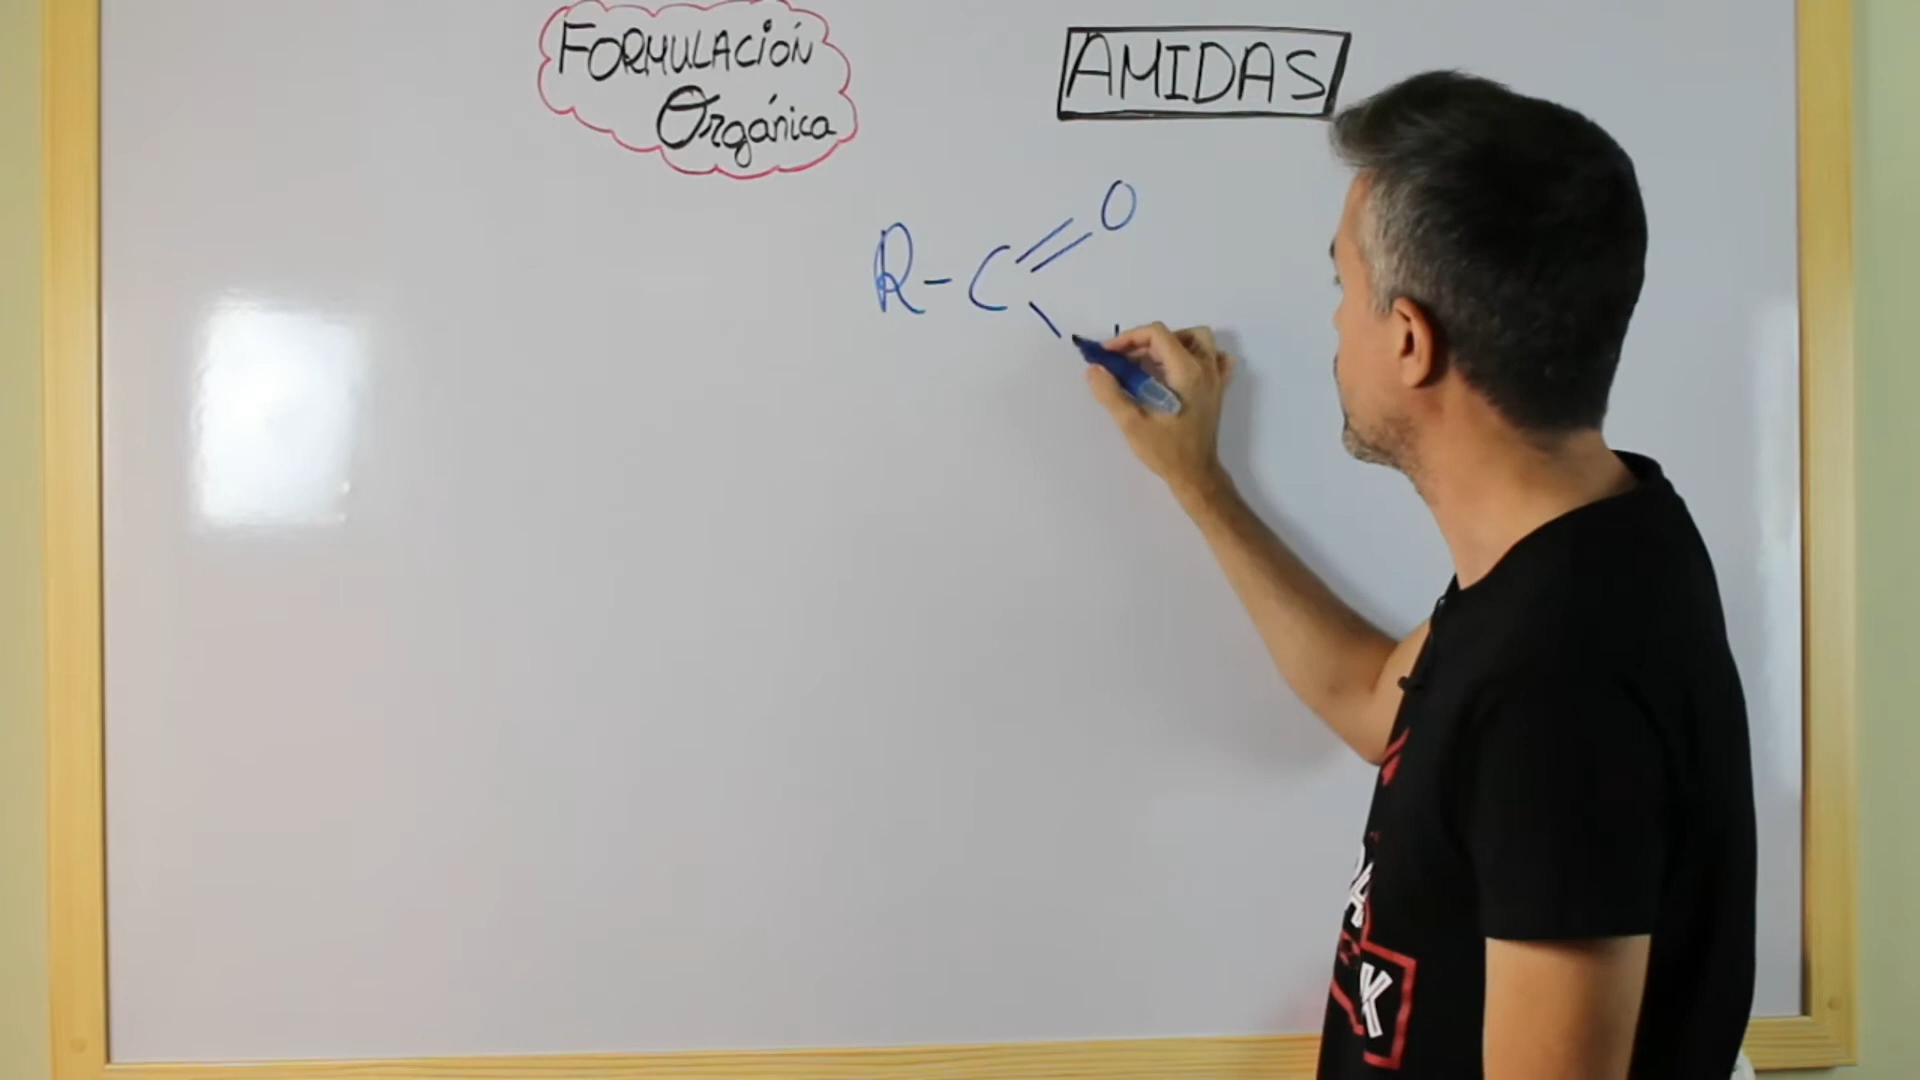 FORMULACIÓN
Orgánica
AMIDAS
O
R-C
K